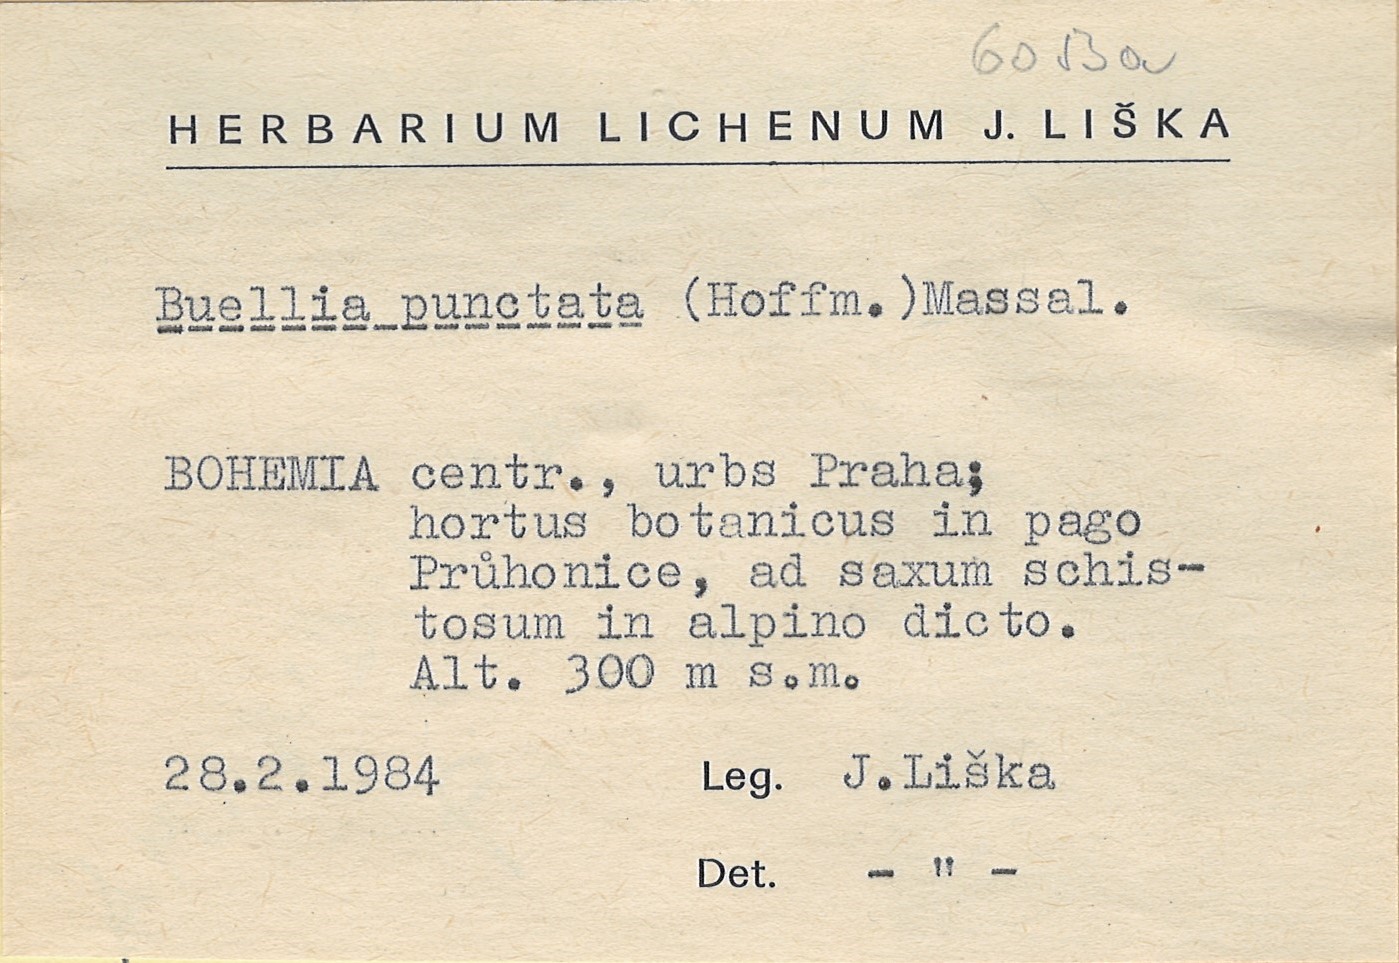 6053a
HERBARIUM LICHENUM J. LIŠKA
Buellia punctata (Hoffm.)Massal.
BOHEMIA centr., urbs Praha;
hortus botanicus in pago
Průhonice, ad saxum schis-
tosum in alpino dicto.
Alt. 300 m s.m.
28.2.1984 Leg. J.Liška
Det. - " -